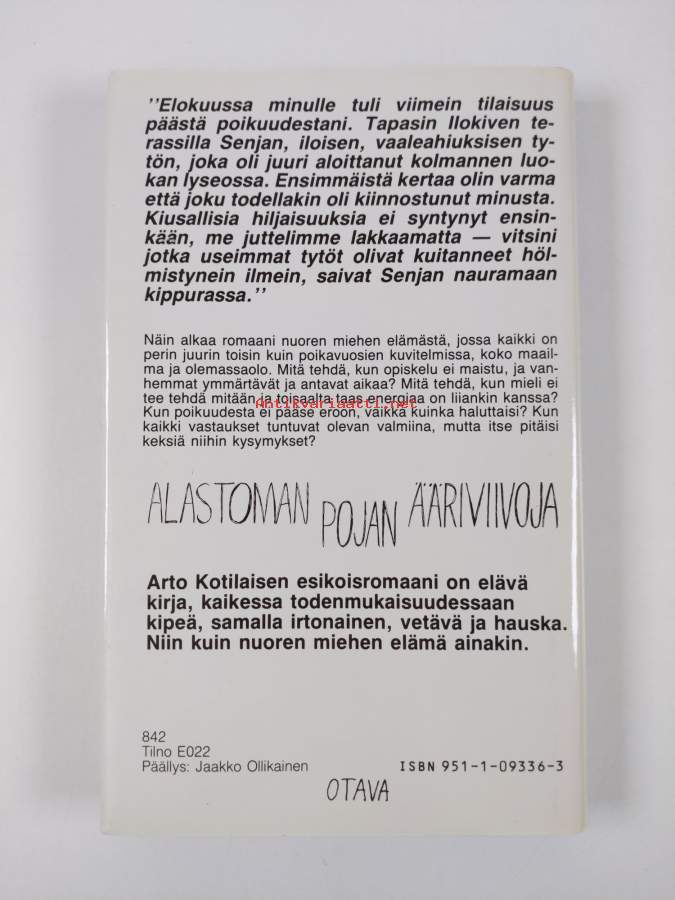 "Elokuussa minulle tuli viimein tilaisuus
päästä poikuudestani. Tapasin Ilokiven te-
rassilla Senjan, iloisen, vaaleahiuksisen ty-
tön, joka oli juuri aloittanut kolmannen luo-
kan lyseossa. Ensimmäistä kertaa olin varma
että joku todellakin oli kiinnostunut minusta.
Kiusallisia hiljaisuuksia ei syntynyt ensin-
kään, me juttelimme lakkaamatta — vitsini
jotka useimmat tytöt olivat kuitanneet höl-
mistynein ilmein, saivat Senjan nauramaan
kippurassa."
Näin alkaa romaani nuoren miehen elämästä, jossa kaikki on
perin juurin toisin kuin poikavuosien kuvitelmissa, koko maail-
ma ja olemassaolo. Mitä tehdä, kun opiskelu ei maistu, ja van-
hemmat ymmärtävät ja antavat aikaa? Mitä tehdä, kun mieli ei
tee tehdä mitään ja toisaalta taas energiaa on liiankin kanssa?
Antikvariaatti.net
Kun poikuudesta ei pääse eroon, vaikka kuinka haluttaisi? Kun
kaikki vastaukset tuntuvat olevan valmiina, mutta itse pitäisi
keksiä niihin kysymykset?
ALASTOMAN POJAN ÄÄRIVIIVOJA
Arto Kotilaisen esikoisromaani on elävä
kirja, kaikessa todenmukaisuudessaan
kipeä, samalla irtonainen, vetävä ja hauska.
Niin kuin nuoren miehen elämä ainakin.
842
Tilno E022
Päällys: Jaakko Ollikainen
ISBN 951-1-09336-3
OTAVA